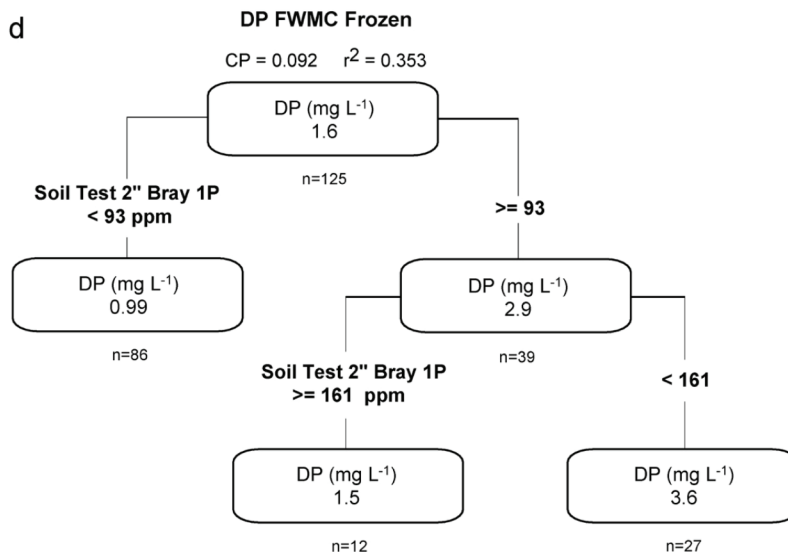 d
DP FWMC Frozen
CP = 0.092 r² = 0.353
DP (mg L⁻¹)
1.6
n=125
Soil Test 2" Bray 1P
< 93 ppm
>= 93
DP (mg L⁻¹)
0.99
n=86
DP (mg L⁻¹)
2.9
n=39
Soil Test 2" Bray 1P
>= 161 ppm
< 161
DP (mg L⁻¹)
1.5
n=12
DP (mg L⁻¹)
3.6
n=27